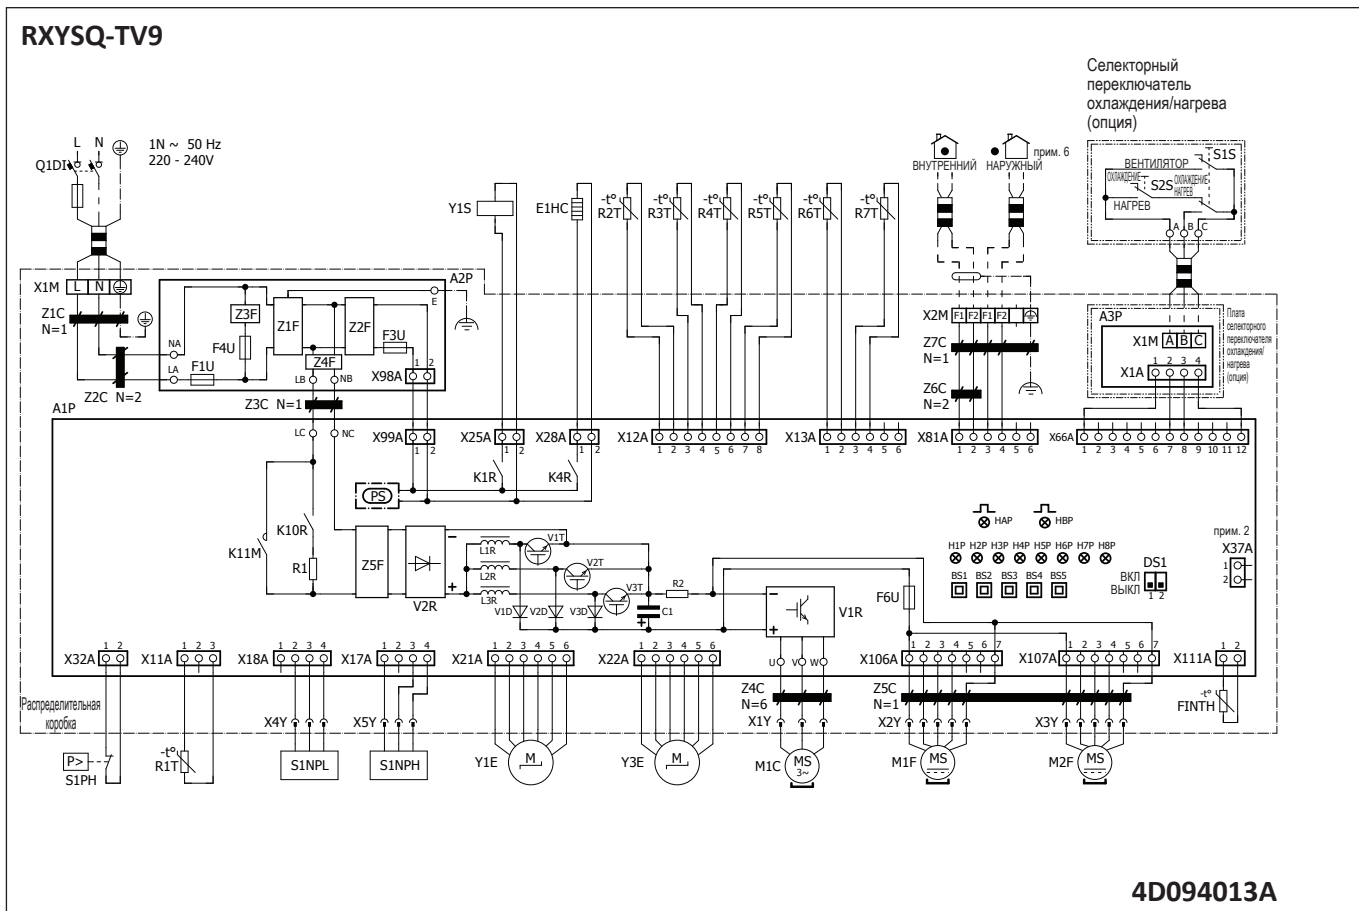 RXYSQ-TV9
Селекторный
переключатель
охлаждения/нагрева
(опция)
L N
1N ~ 50 Hz
220 - 240V
Q1DI
ВНУТРЕННИЙ
НАРУЖНЫЙ
прим. 6
ВЕНТИЛЯТОР
S1S
ОХЛАЖДЕНИЕ
S2S
ОХЛАЖДЕНИЕ
НАГРЕВ
НАГРЕВ
A B C
Y1S
E1HC
-t° R2T
-t° R3T
-t° R4T
-t° R5T
-t° R6T
-t° R7T
X1M L N
A2P
E
Z1C
N=1
Z3F
Z1F
Z2F
F4U
F3U
NA
LA
F1U
Z4F
LB NB
X98A 1 2
Z2C N=2
Z3C N=1
X2M F1 F2 F1 F2
Z7C
N=1
Z6C
N=2
A3P
X1M A B C
1 2 3 4
X1A
Плата
селекторного
переключателя
охлаждения/
нагрева
(опция)
A1P
LC NC
X99A 1 2
X25A 1 2
X28A 1 2
X12A 1 2 3 4 5 6 7 8
X13A 1 2 3 4 5 6
X81A 1 2 3 4 5 6
X66A 1 2 3 4 5 6 7 8 9 10 11 12
K1R
K4R
PS
K10R
K11M
R1
Z5F
V2R
- +
L1R
L2R
L3R
V1T
V2T
V3T
V1D V2D V3D
C1
+
R2
- +
V1R
F6U
HAP
HBP
H1P H2P H3P H4P H5P H6P H7P H8P
BS1 BS2 BS3 BS4 BS5
DS1
ВКЛ
ВЫКЛ
1 2
прим. 2
X37A
1
2
X32A 1 2
X11A 1 2 3
X18A 1 2 3 4
X17A 1 2 3 4
X21A 1 2 3 4 5 6
X22A 1 2 3 4 5 6
U V W
X106A 1 2 3 4 5 6 7
X107A 1 2 3 4 5 6 7
X111A 1 2
Распределительная
коробка
X4Y
X5Y
Z4C
N=6
X1Y
Z5C
N=1
X2Y
X3Y
-t°
FINTH
P>
S1PH
-t°
R1T
S1NPL
S1NPH
Y1E
M
Y3E
M
M1C
MS
3~
M1F
MS
M2F
MS
4D094013A